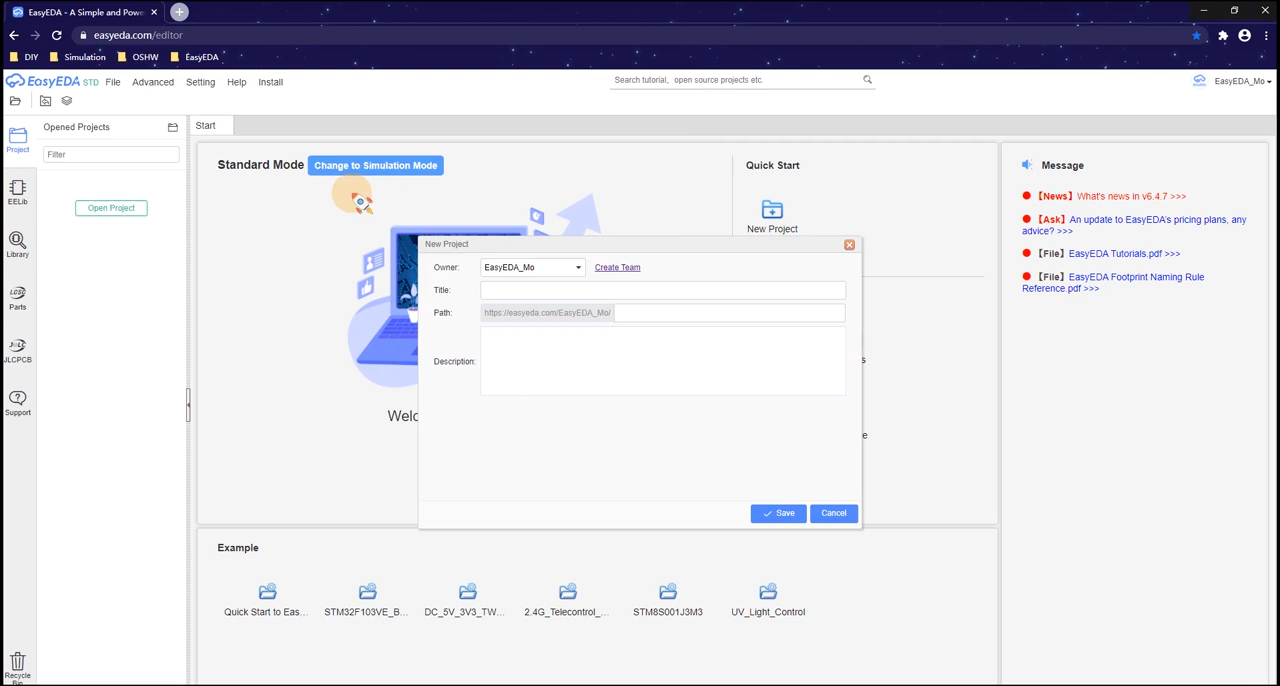 EasyEDA - A Simple and Powe
easyeda.com/editor
DIY Simulation OSHW EasyEDA
EasyEDA STD File Advanced Setting Help Install
Search tutorial, open source projects etc.
EasyEDA_Mo
Project
EELib
Library
LCSC
Parts
JLCPCB
Support
Recycle
Bin
Opened Projects
Filter
Open Project
Start
Standard Mode Change to Simulation Mode
Welc
Quick Start
New Project
New Project
Owner: EasyEDA_Mo Create Team
Title:
Path: https://easyeda.com/EasyEDA_Mo/
Description:
Save Cancel
s
e
Example
Quick Start to Eas... STM32F103VE_B... DC_5V_3V3_TW... 2.4G_Telecontrol_... STM8S001J3M3 UV_Light_Control
Message
【News】What's news in v6.4.7 >>>
【Ask】An update to EasyEDA's pricing plans, any
advice? >>>
【File】EasyEDA Tutorials.pdf >>>
【File】EasyEDA Footprint Naming Rule
Reference.pdf >>>